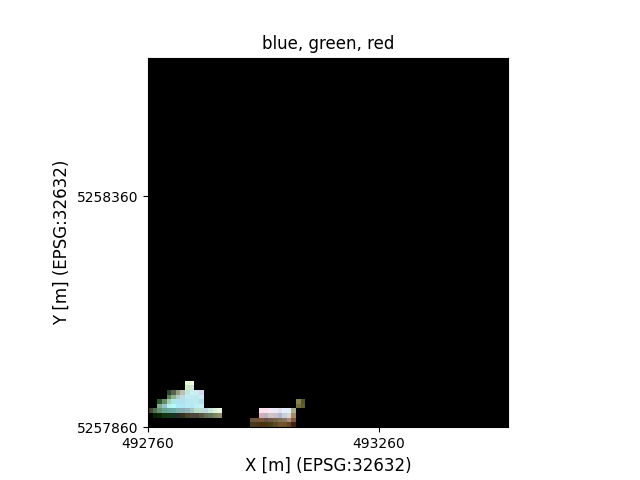 blue, green, red
Y [m] (EPSG:32632)
5258360
5257860
492760
493260
X [m] (EPSG:32632)